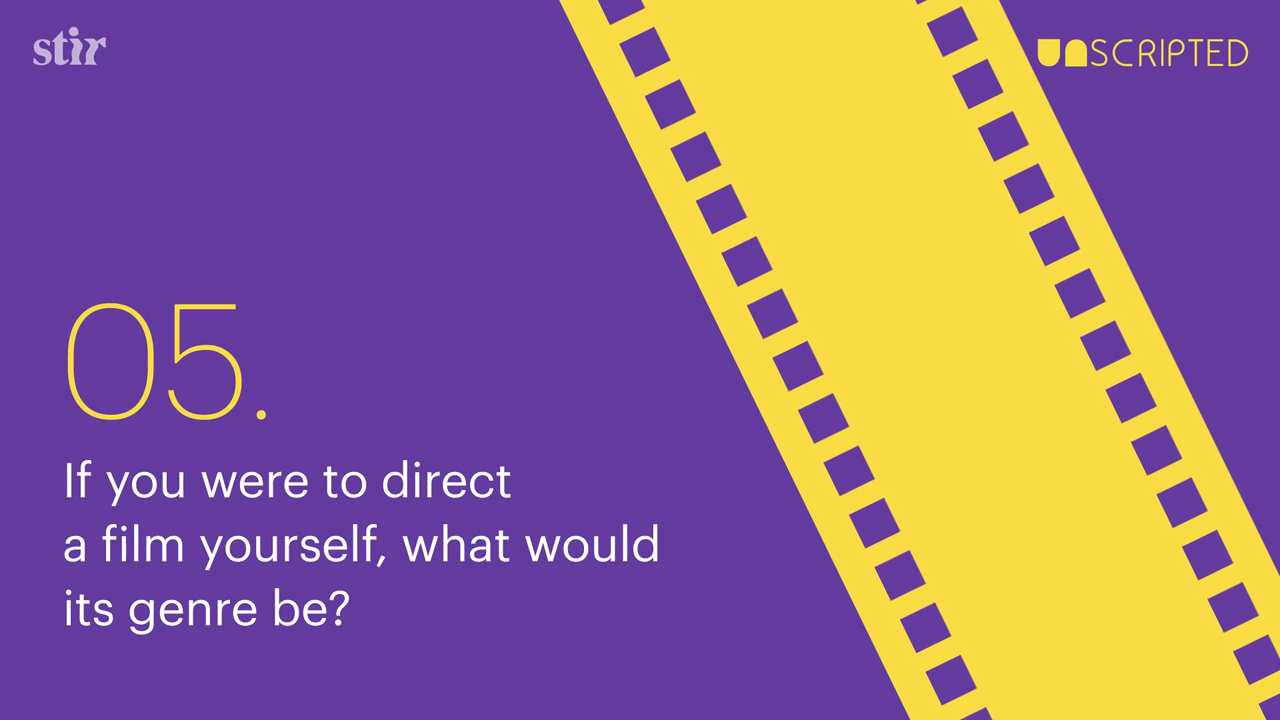 stir
UNSCRIPTED
05.
If you were to direct
a film yourself, what would
its genre be?